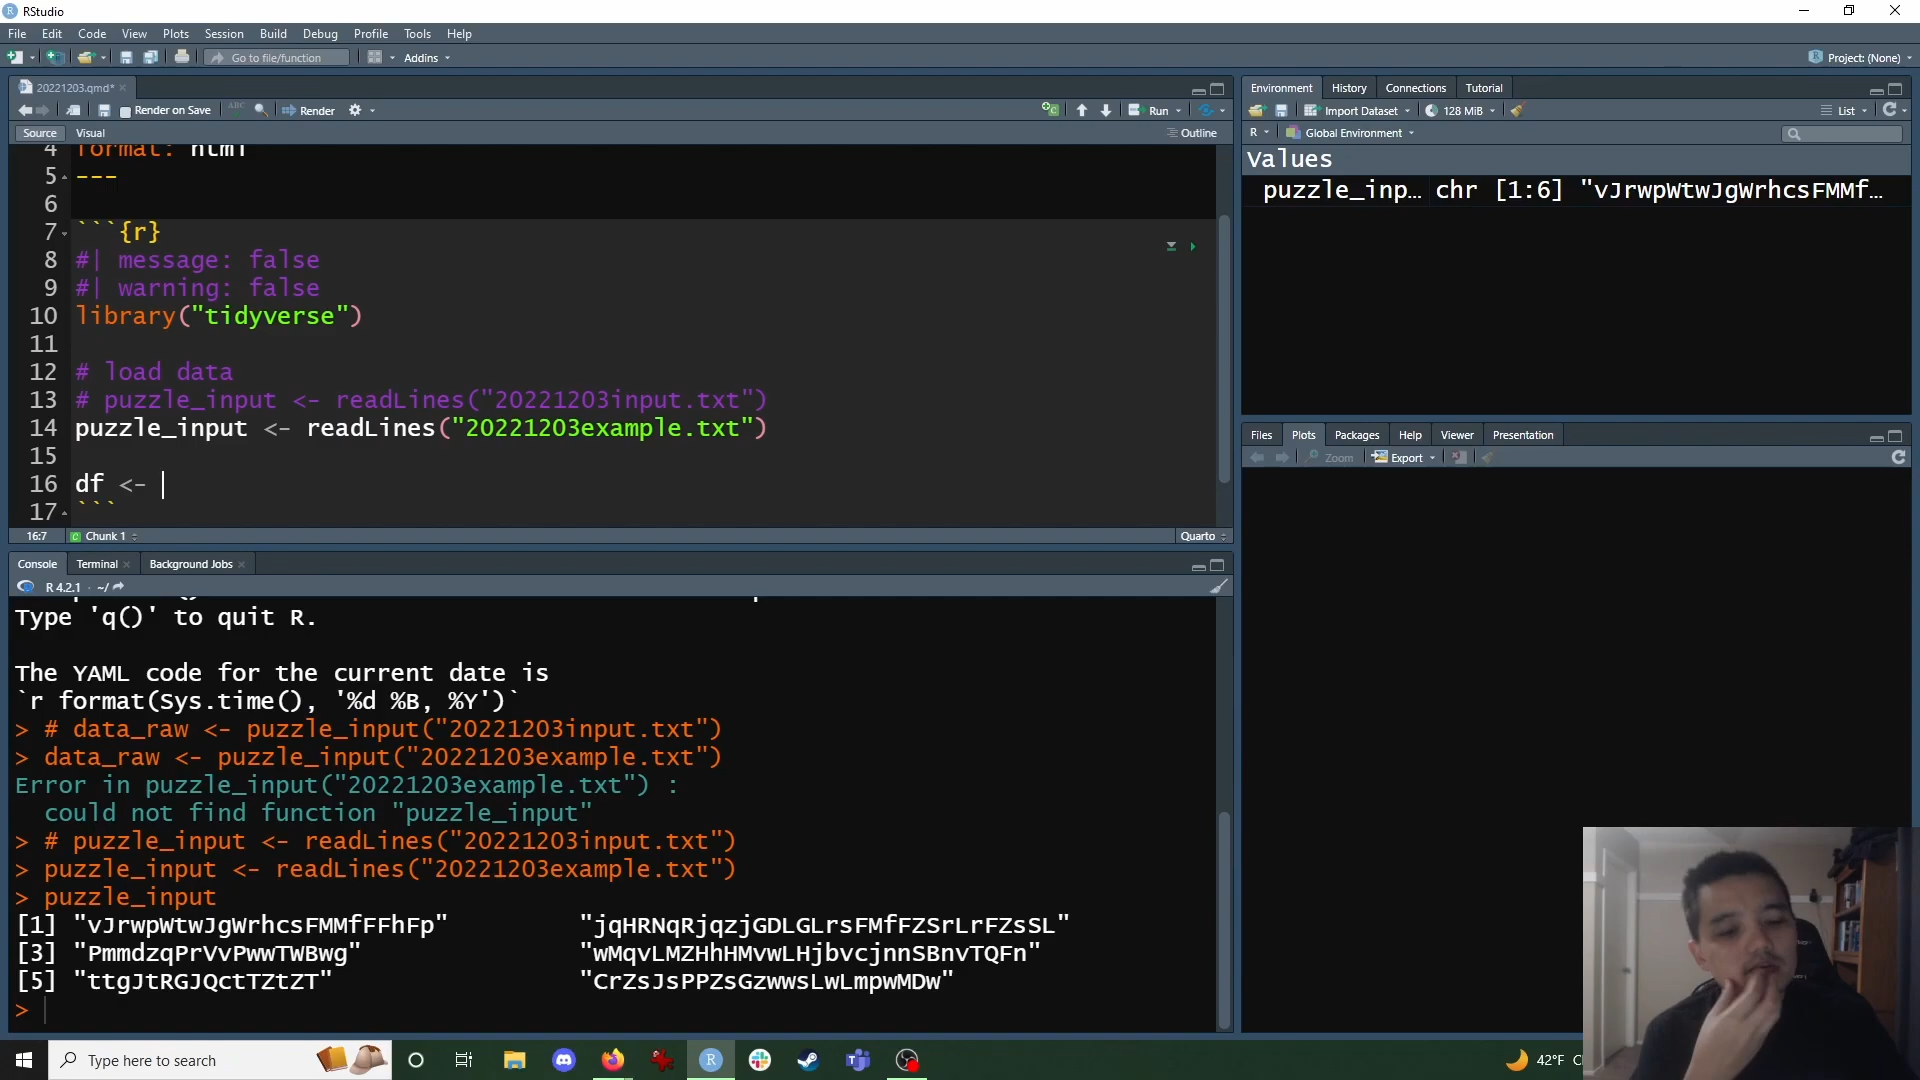 RStudio
File Edit Code View Plots Session Build Debug Profile Tools Help
Go to file/function Addins Project: (None)
20221203.qmd*
Render on Save ABC Render Run
Source Visual Outline
4 format: html
5 ---
6
7 ```{r}
8 #| message: false
9 #| warning: false
10 library("tidyverse")
11
12 # load data
13 # puzzle_input <- readLines("20221203input.txt")
14 puzzle_input <- readLines("20221203example.txt")
15
16 df <-
17 ```
16:7 Chunk 1 Quarto
Console Terminal Background Jobs
R 4.2.1 · ~/
Type 'q()' to quit R.
The YAML code for the current date is
`r format(Sys.time(), '%d %B, %Y')`
> # data_raw <- puzzle_input("20221203input.txt")
> data_raw <- puzzle_input("20221203example.txt")
Error in puzzle_input("20221203example.txt") :
could not find function "puzzle_input"
> # puzzle_input <- readLines("20221203input.txt")
> puzzle_input <- readLines("20221203example.txt")
> puzzle_input
[1] "vJrwpWtwJgWrhcsFMMfFFhFp" "jqHRNqRjqzjGDLGLrsFMfFZSrLrFZsSL"
[3] "PmmdzqPrVvPwwTWBwg" "wMqvLMZHhHMvwLHjbvcjnnSBnvTQFn"
[5] "ttgJtRGJQctTZtZT" "CrZsJsPPZsGzwwsLwLmpwMDw"
>
Environment History Connections Tutorial
Import Dataset 128 MiB List
R Global Environment
Values
puzzle_inp… chr [1:6] "vJrwpWtwJgWrhcsFMMf…
Files Plots Packages Help Viewer Presentation
Zoom Export
Type here to search
42°F